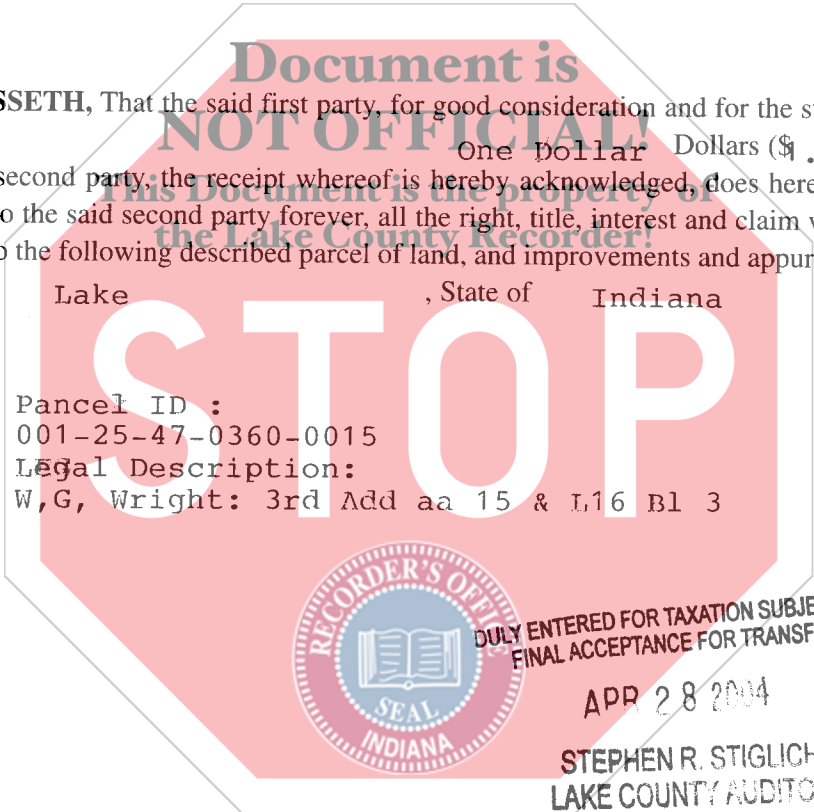 Document is
SSETH, That the said first party, for good consideration and for the s
NOT OFFICIAL!
One Dollar Dollars ($1.
second party, the receipt whereof is hereby acknowledged, does here
This Document is the property of
o the said second party forever, all the right, title, interest and claim
the Lake County Recorder!
o the following described parcel of land, and improvements and appur
Lake , State of Indiana
STOP
Pancel ID :
001-25-47-0360-0015
Legal Description:
W,G, Wright: 3rd Add aa 15 & L16 Bl 3
RECORDER'S OFFICE
SEAL
INDIANA
DULY ENTERED FOR TAXATION SUBJE
FINAL ACCEPTANCE FOR TRANSF
APR 28 2004
STEPHEN R. STIGLICH
LAKE COUNTY AUDITO